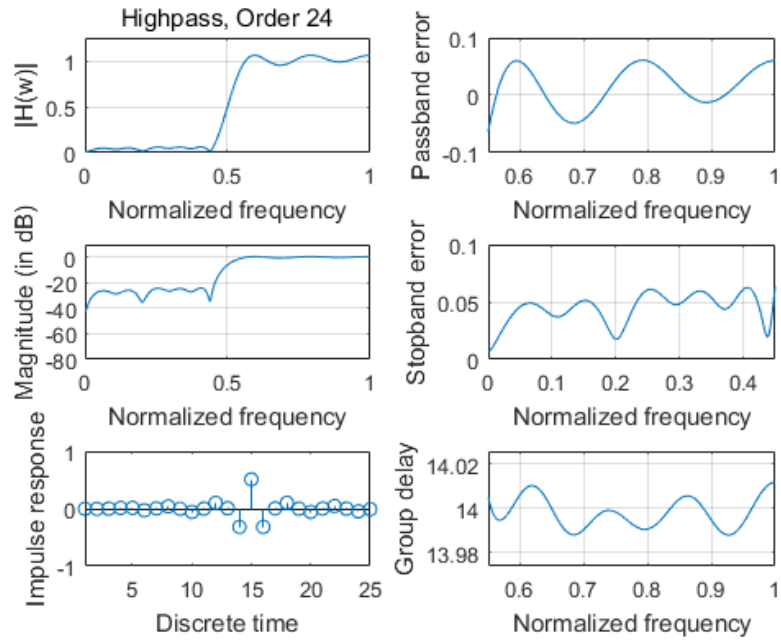 Highpass, Order 24
|H(w)|
1
0.5
0
0 0.5 1
Normalized frequency
Passband error
0.1
0
-0.1
0.6 0.7 0.8 0.9 1
Normalized frequency
Magnitude (in dB)
0
-20
-40
-60
-80
0 0.5 1
Normalized frequency
Stopband error
0.1
0.05
0
0 0.1 0.2 0.3 0.4
Normalized frequency
Impulse response
1
0
-1
5 10 15 20 25
Discrete time
Group delay
14.02
14
13.98
0.6 0.7 0.8 0.9 1
Normalized frequency